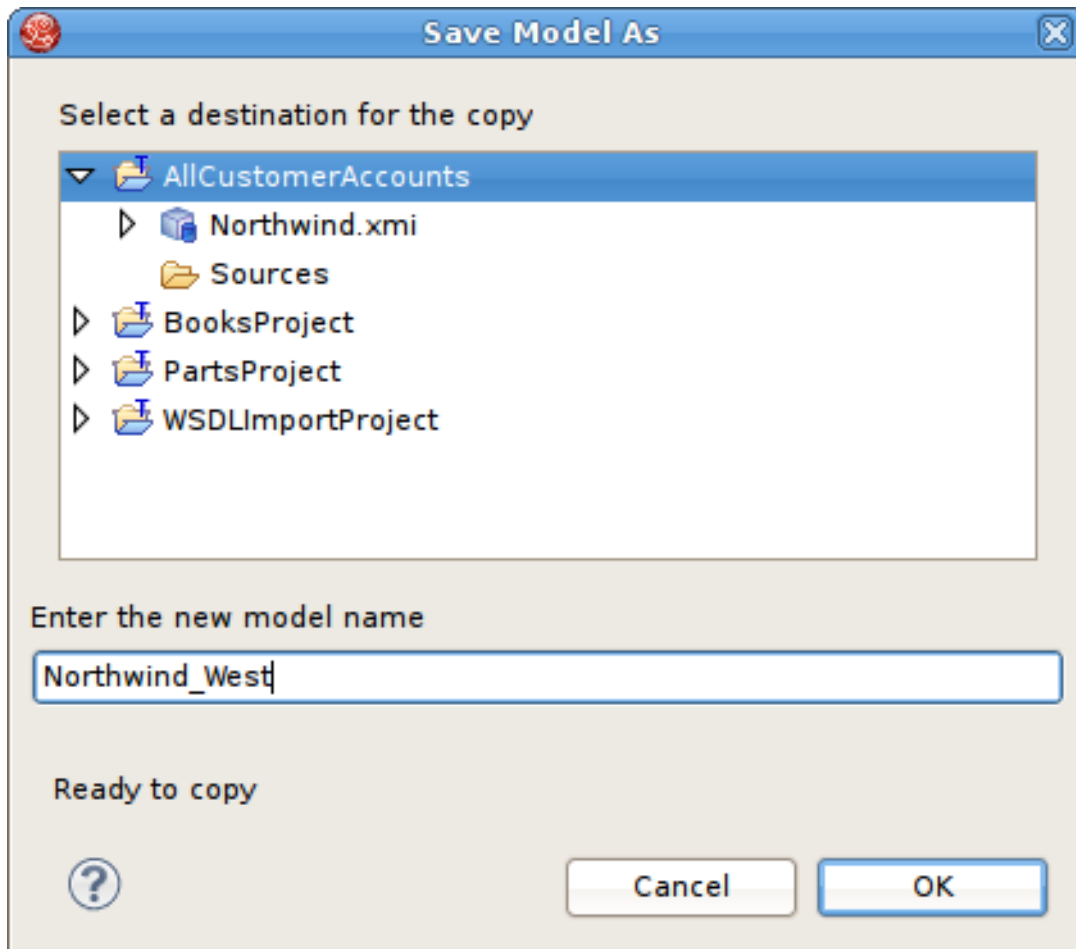 Save Model As
Select a destination for the copy
AllCustomerAccounts
Northwind.xmi
Sources
BooksProject
PartsProject
WSDLImportProject
Enter the new model name
Northwind_West
Ready to copy
Cancel OK